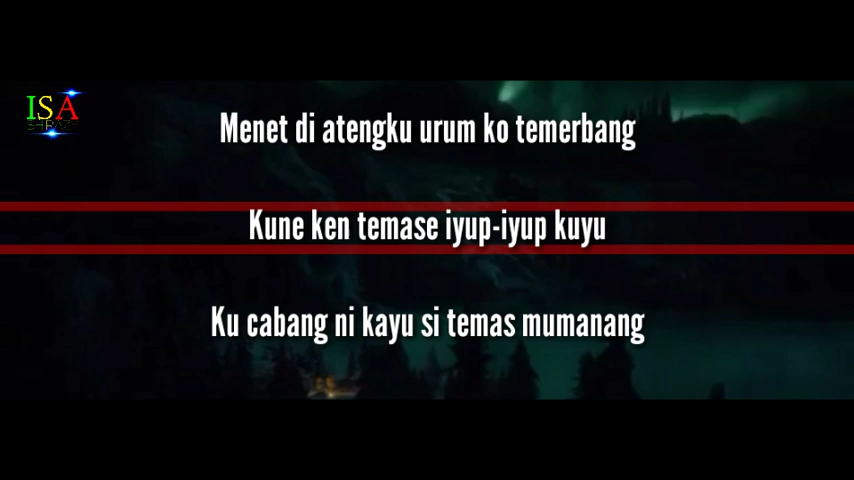 ISA
Menet di atengku urum ko temerbang
Kune ken temase iyup-iyup kuyu
Ku cabang ni kayu si temas mumanang